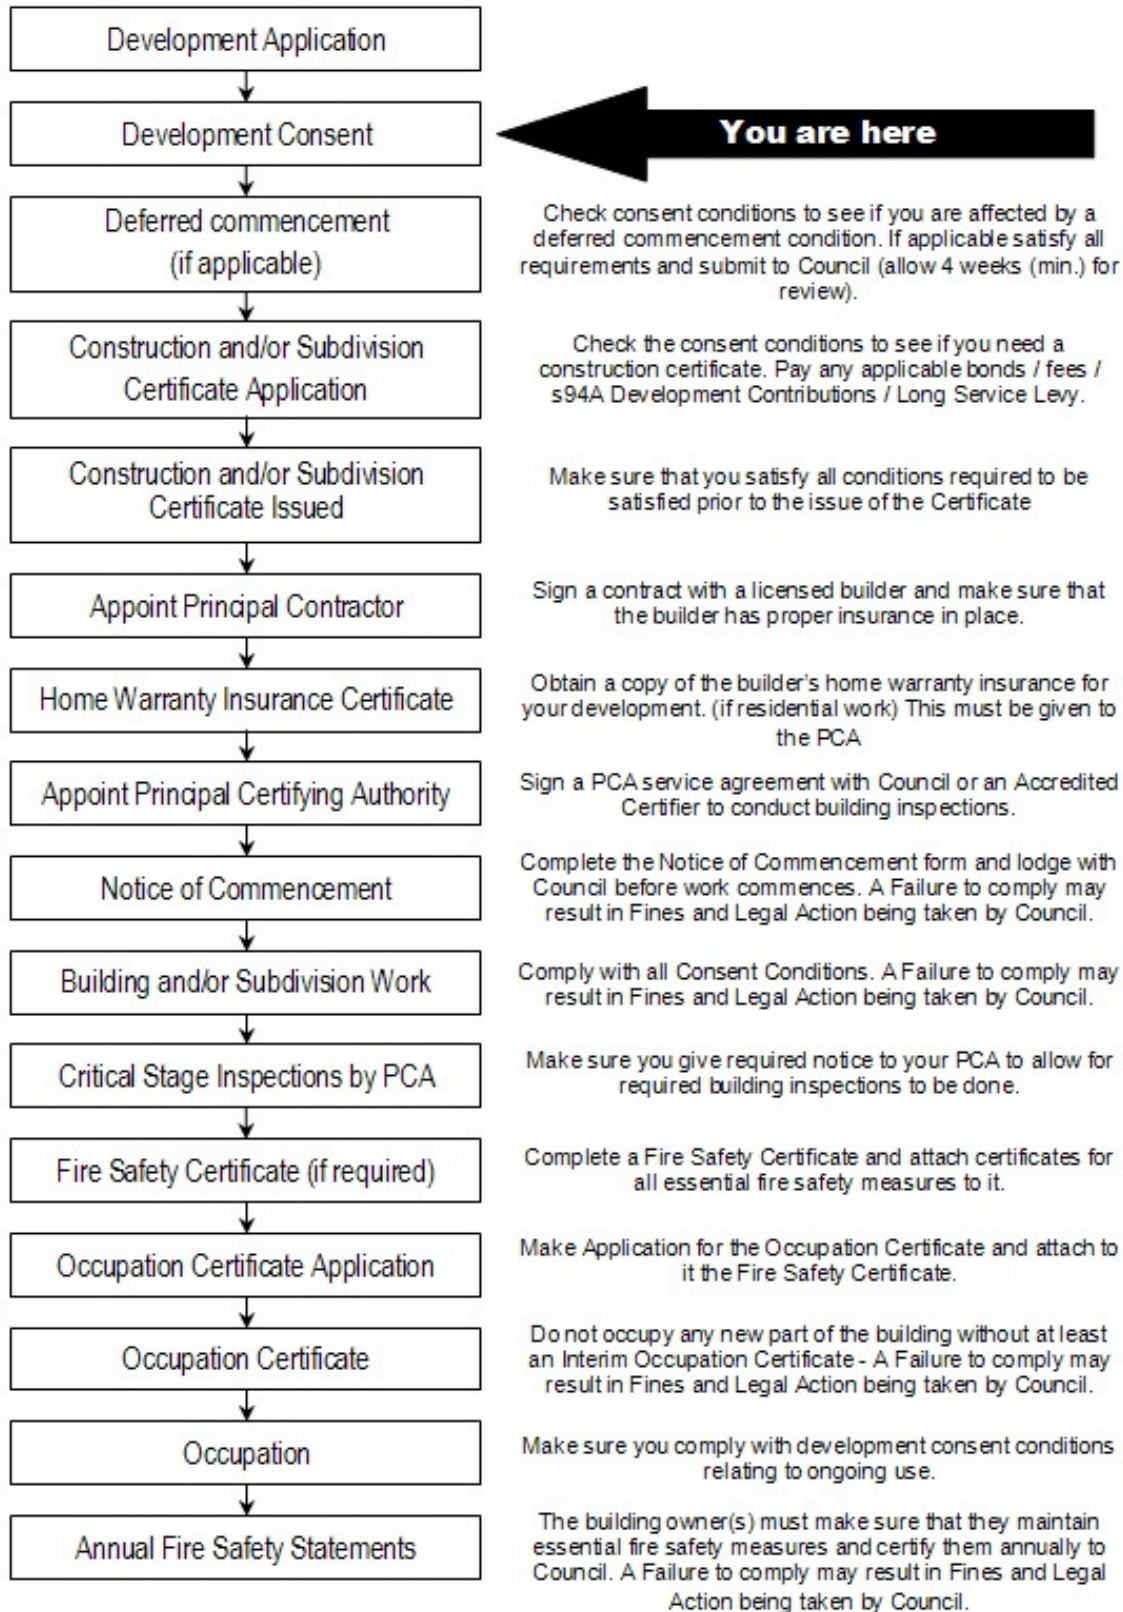 Development Application
Development Consent
You are here
Deferred commencement
(if applicable)
Check consent conditions to see if you are affected by a
deferred commencement condition. If applicable satisfy all
requirements and submit to Council (allow 4 weeks (min.) for
review).
Construction and/or Subdivision
Certificate Application
Check the consent conditions to see if you need a
construction certificate. Pay any applicable bonds / fees /
s94A Development Contributions / Long Service Levy.
Construction and/or Subdivision
Certificate Issued
Make sure that you satisfy all conditions required to be
satisfied prior to the issue of the Certificate
Appoint Principal Contractor
Sign a contract with a licensed builder and make sure that
the builder has proper insurance in place.
Home Warranty Insurance Certificate
Obtain a copy of the builder's home warranty insurance for
your development. (if residential work) This must be given to
the PCA
Appoint Principal Certifying Authority
Sign a PCA service agreement with Council or an Accredited
Certifier to conduct building inspections.
Notice of Commencement
Complete the Notice of Commencement form and lodge with
Council before work commences. A Failure to comply may
result in Fines and Legal Action being taken by Council.
Building and/or Subdivision Work
Comply with all Consent Conditions. A Failure to comply may
result in Fines and Legal Action being taken by Council.
Critical Stage Inspections by PCA
Make sure you give required notice to your PCA to allow for
required building inspections to be done.
Fire Safety Certificate (if required)
Complete a Fire Safety Certificate and attach certificates for
all essential fire safety measures to it.
Occupation Certificate Application
Make Application for the Occupation Certificate and attach to
it the Fire Safety Certificate.
Occupation Certificate
Do not occupy any new part of the building without at least
an Interim Occupation Certificate - A Failure to comply may
result in Fines and Legal Action being taken by Council.
Occupation
Make sure you comply with development consent conditions
relating to ongoing use.
Annual Fire Safety Statements
The building owner(s) must make sure that they maintain
essential fire safety measures and certify them annually to
Council. A Failure to comply may result in Fines and Legal
Action being taken by Council.